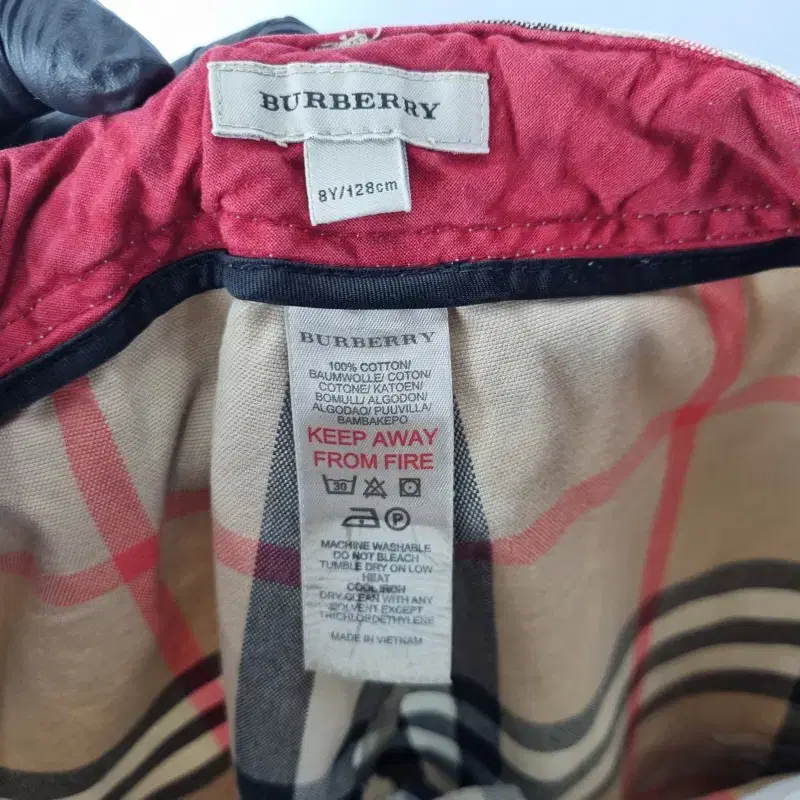 BURBERRY
8Y/128cm
BURBERRY
100% COTTON/
BAUMWOLLE/ COTON/
COTONE/ KATOEN/
BOMULL/ ALGODON/
ALGODAO/ PUUVILLA/
BAMBAKEPO
KEEP AWAY
FROM FIRE
30
P
MACHINE WASHABLE
DO NOT BLEACH
TUMBLE DRY ON LOW
HEAT
COOL IRON
DRY CLEAN WITH ANY
SOLVENT EXCEPT
TRICHLOROETHYLENE
MADE IN VIETNAM